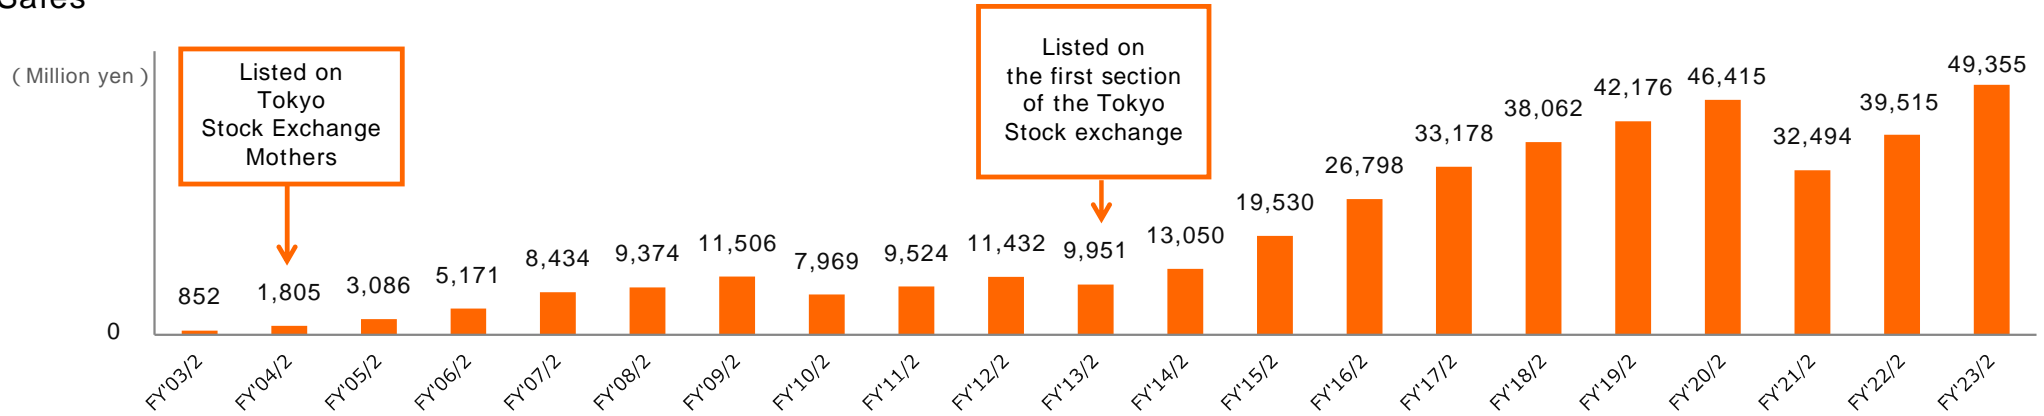 Sales
( Million yen )
Listed on
Tokyo
Stock Exchange
Mothers
Listed on
the first section
of the Tokyo
Stock exchange
852
1,805
3,086
5,171
8,434
9,374
11,506
7,969
9,524
11,432
9,951
13,050
19,530
26,798
33,178
38,062
42,176
46,415
32,494
39,515
49,355
0
FY'03/2
FY'04/2
FY'05/2
FY'06/2
FY'07/2
FY'08/2
FY'09/2
FY'10/2
FY'11/2
FY'12/2
FY'13/2
FY'14/2
FY'15/2
FY'16/2
FY'17/2
FY'18/2
FY'19/2
FY'20/2
FY'21/2
FY'22/2
FY'23/2